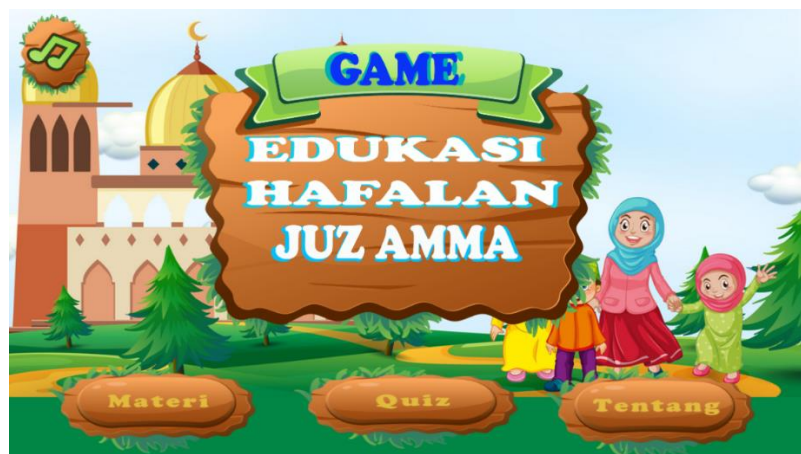 GAME
EDUKASI
HAFALAN
JUZ AMMA
Materi
Quiz
Tentang